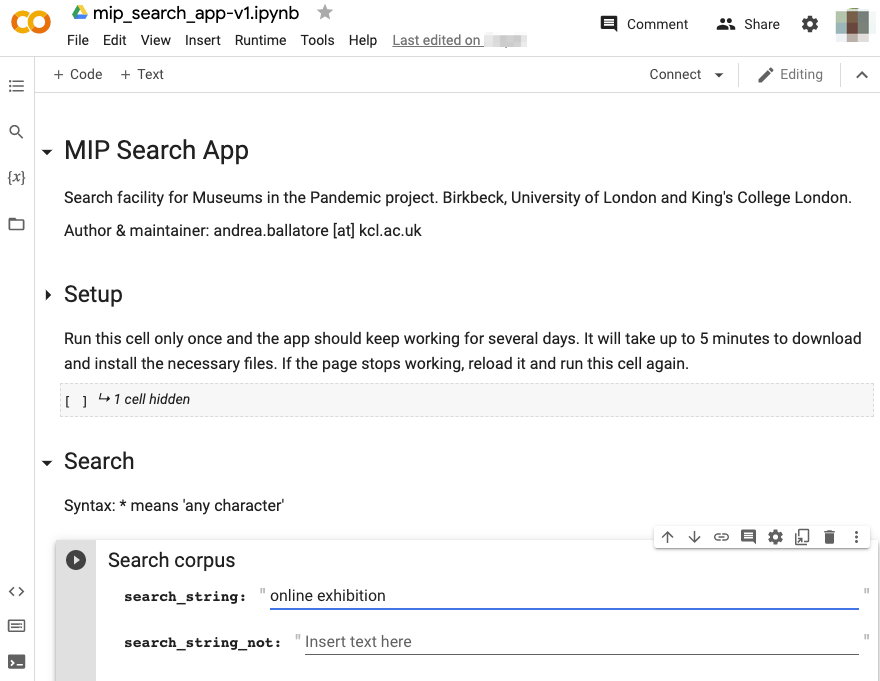 mip_search_app-v1.ipynb
Comment
Share
File Edit View Insert Runtime Tools Help Last edited on
+ Code + Text
Connect
Editing
{x}
MIP Search App
Search facility for Museums in the Pandemic project. Birkbeck, University of London and King's College London.
Author & maintainer: andrea.ballatore [at] kcl.ac.uk
Setup
Run this cell only once and the app should keep working for several days. It will take up to 5 minutes to download
and install the necessary files. If the page stops working, reload it and run this cell again.
[ ] ↳ 1 cell hidden
Search
Syntax: * means 'any character'
Search corpus
search_string: " online exhibition "
search_string_not: " Insert text here "